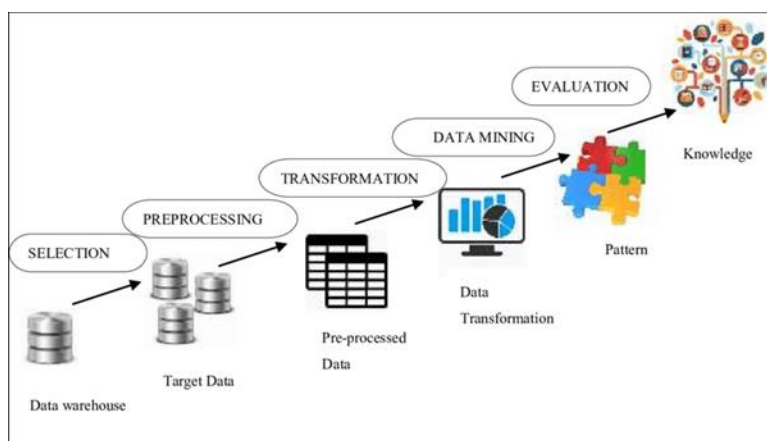 EVALUATION
Knowledge
DATA MINING
Pattern
TRANSFORMATION
Data
Transformation
PREPROCESSING
Pre-processed
Data
SELECTION
Target Data
Data warehouse